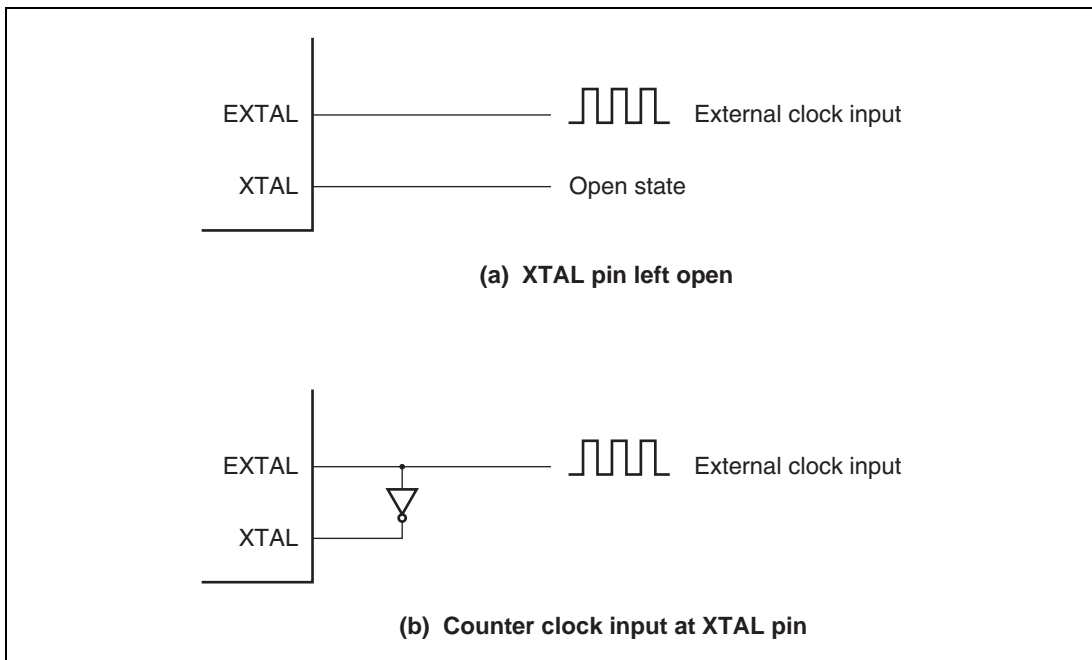 EXTAL
External clock input
XTAL
Open state
(a) XTAL pin left open
EXTAL
External clock input
XTAL
(b) Counter clock input at XTAL pin